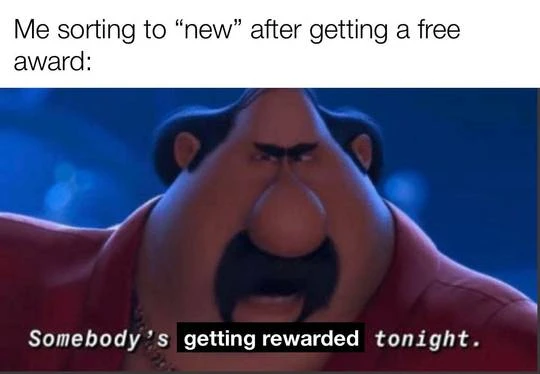 Me sorting to “new” after getting a free
award:
Somebody's getting rewarded tonight.